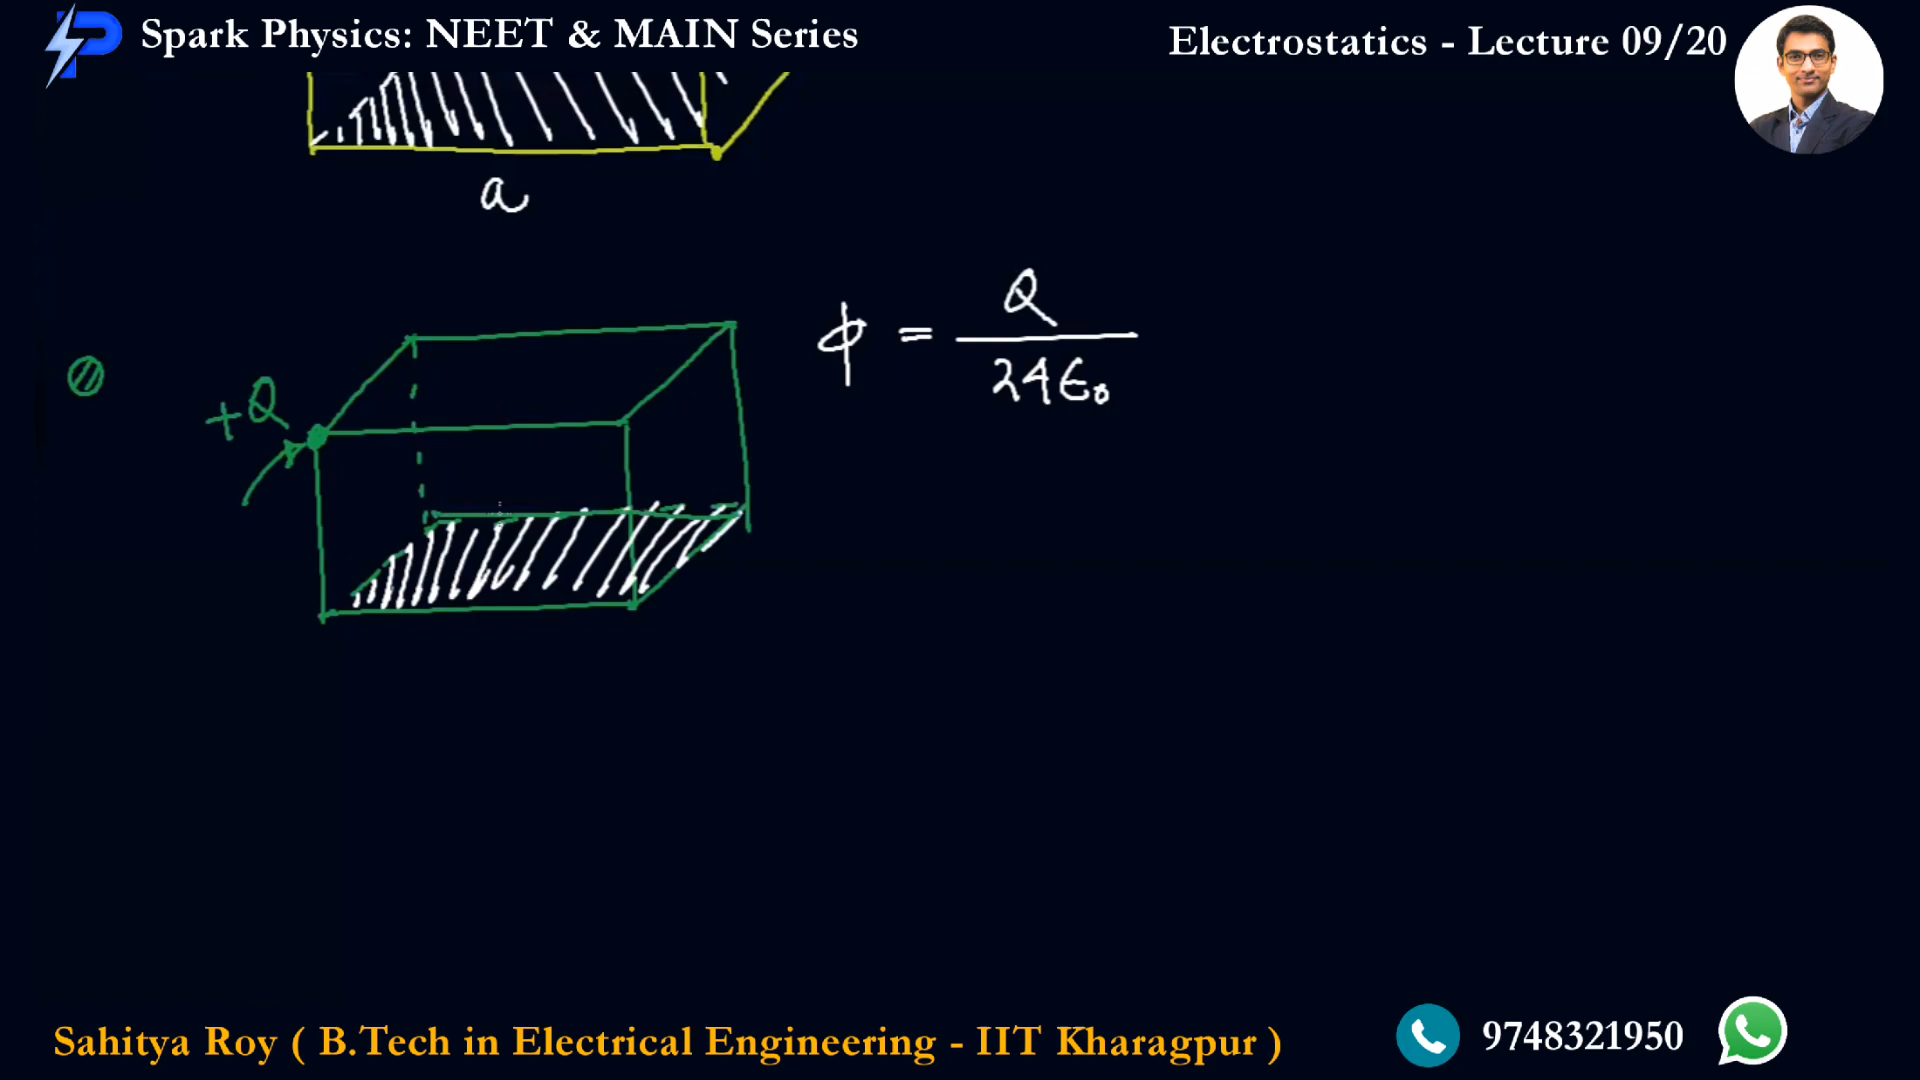 Spark Physics: NEET & MAIN Series
Electrostatics - Lecture 09/20
a
+Q
ϕ = Q / 24ϵ₀
Sahitya Roy ( B.Tech in Electrical Engineering - IIT Kharagpur )
9748321950